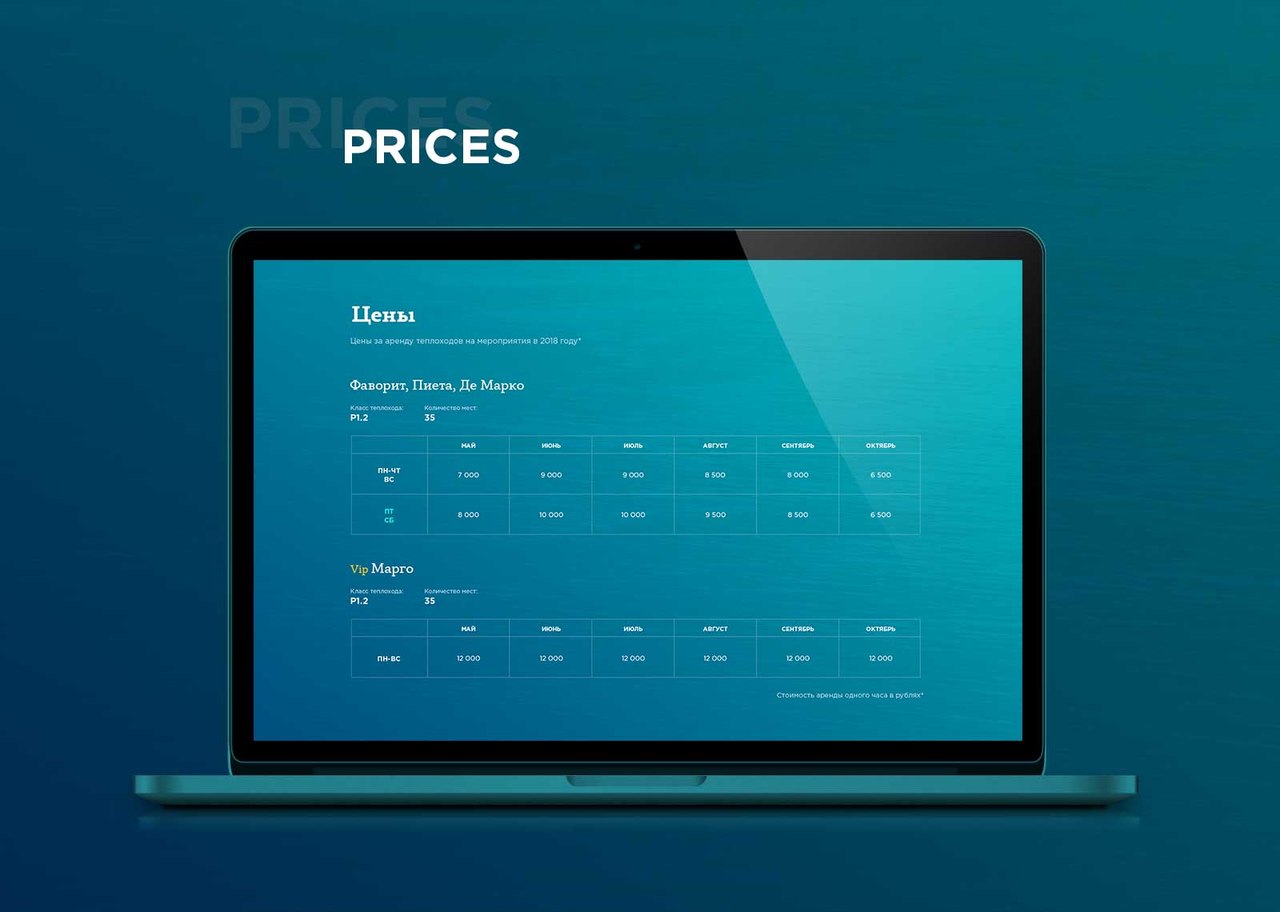 PRICES
PRICES
Цены
Цены за аренду теплоходов на мероприятия в 2018 году*
Фаворит, Пиета, Де Марко
Класс теплохода: Количество мест:
Р1.2 35
МАЙ ИЮНЬ ИЮЛЬ АВГУСТ СЕНТЯБРЬ ОКТЯБРЬ
ПН-ЧТ
ВС 7 000 9 000 9 000 8 500 8 000 6 500
ПТ
СБ 8 000 10 000 10 000 9 500 8 500 6 500
Vip Марго
Класс теплохода: Количество мест:
Р1.2 35
МАЙ ИЮНЬ ИЮЛЬ АВГУСТ СЕНТЯБРЬ ОКТЯБРЬ
ПН-ВС 12 000 12 000 12 000 12 000 12 000 12 000
Стоимость аренды одного часа в рублях*